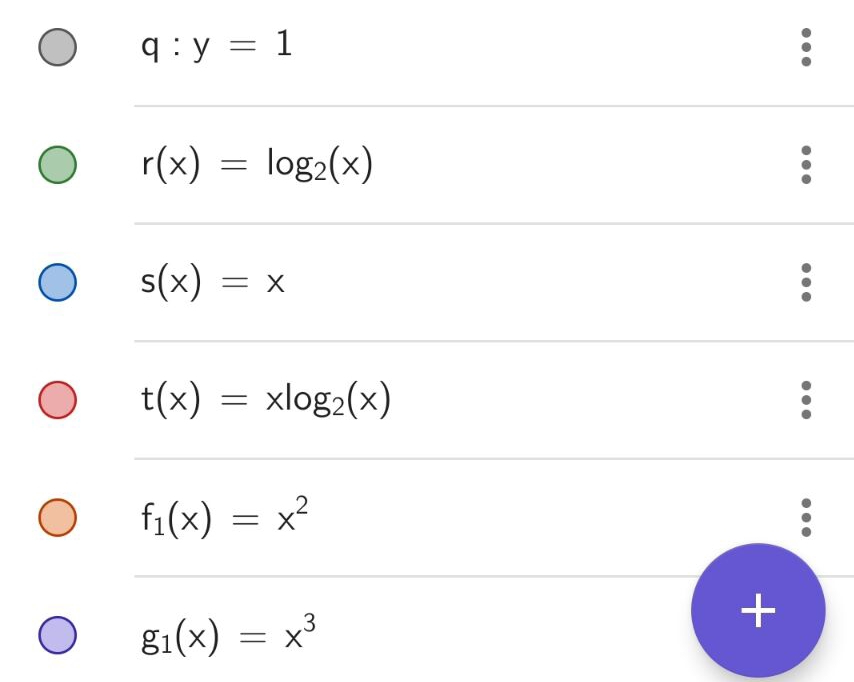 q : y = 1
r(x) = log₂(x)
s(x) = x
t(x) = xlog₂(x)
f₁(x) = x²
g₁(x) = x³
+